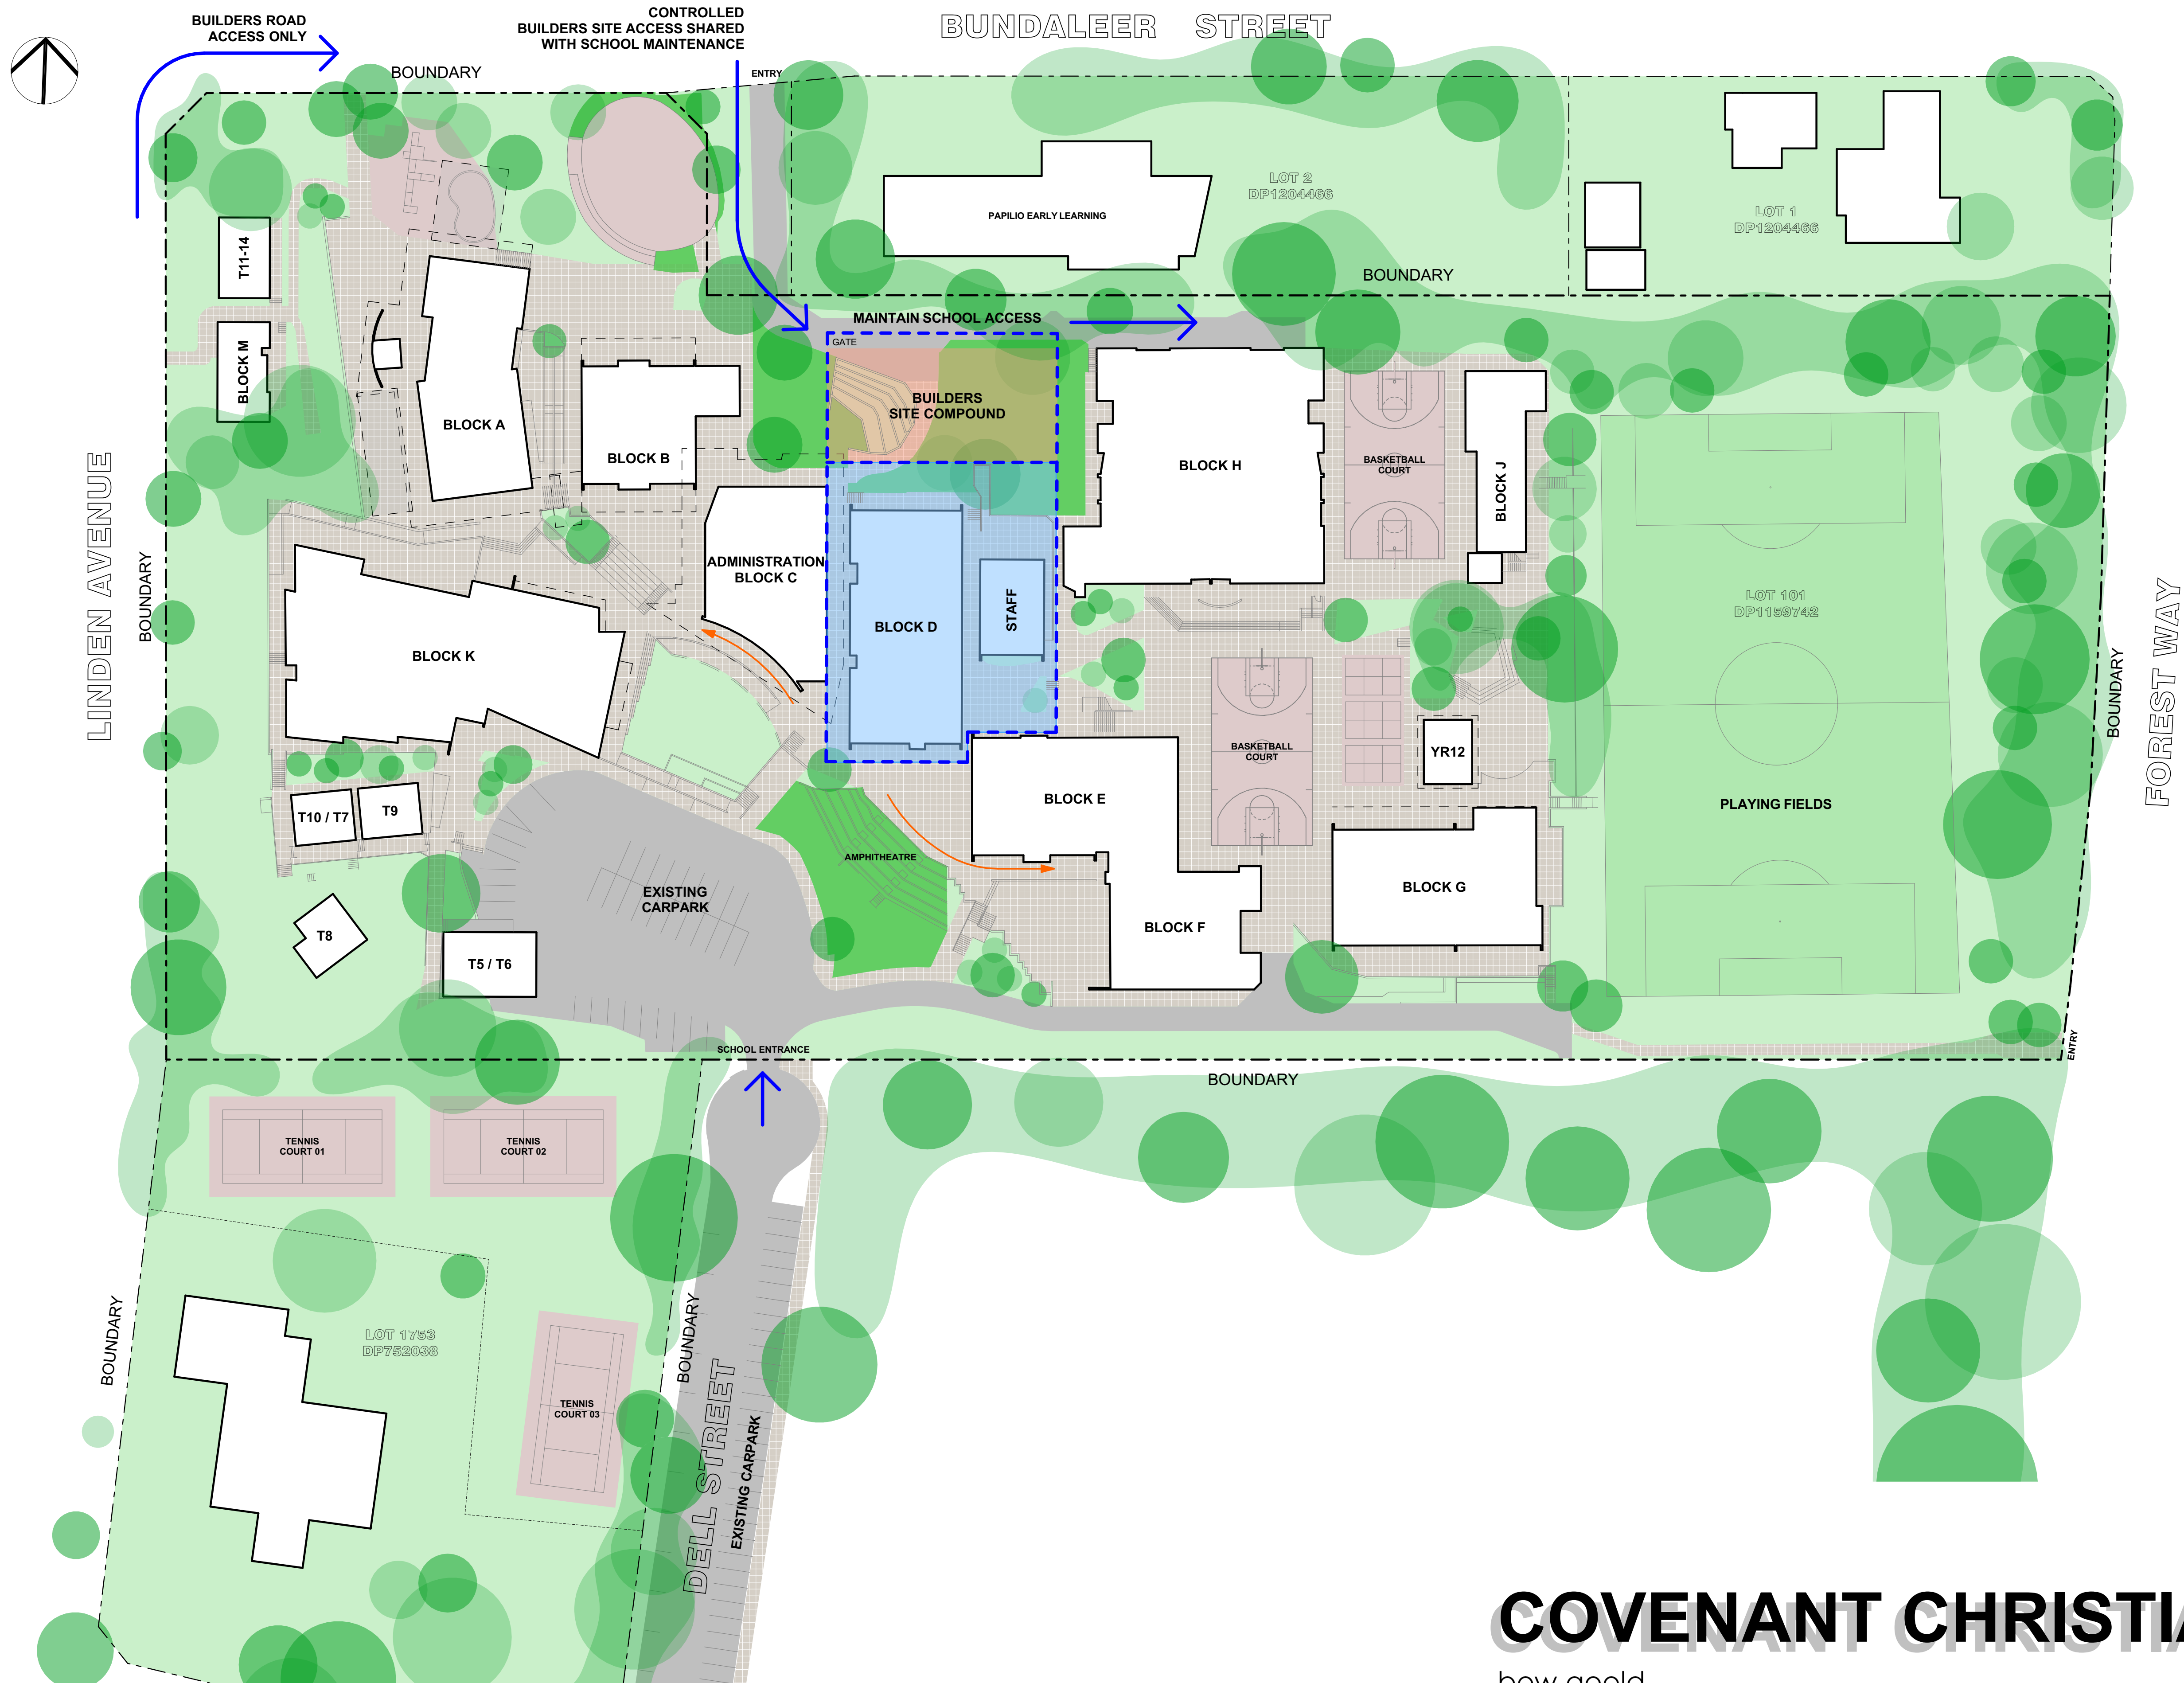 BUILDERS ROAD
ACCESS ONLY
CONTROLLED
BUILDERS SITE ACCESS SHARED
WITH SCHOOL MAINTENANCE
BUNDALEER STREET
BOUNDARY
ENTRY
LOT 2
DP1204466
PAPILIO EARLY LEARNING
LOT 1
DP1204466
T11-14
BOUNDARY
MAINTAIN SCHOOL ACCESS
GATE
BLOCK M
BUILDERS
SITE COMPOUND
BLOCK A
BLOCK B
BLOCK H
BASKETBALL
COURT
BLOCK J
LINDEN AVENUE
BOUNDARY
ADMINISTRATION
BLOCK C
BLOCK D
STAFF
LOT 101
DP1159742
BLOCK K
BOUNDARY
FOREST WAY
BASKETBALL
COURT
YR12
T10 / T7
T9
BLOCK E
PLAYING FIELDS
AMPHITHEATRE
EXISTING
CARPARK
BLOCK G
BLOCK F
T8
T5 / T6
SCHOOL ENTRANCE
ENTRY
BOUNDARY
TENNIS
COURT 01
TENNIS
COURT 02
BOUNDARY
BOUNDARY
LOT 1753
DP752038
TENNIS
COURT 03
DELL STREET
EXISTING CARPARK
COVENANT CHRISTIA